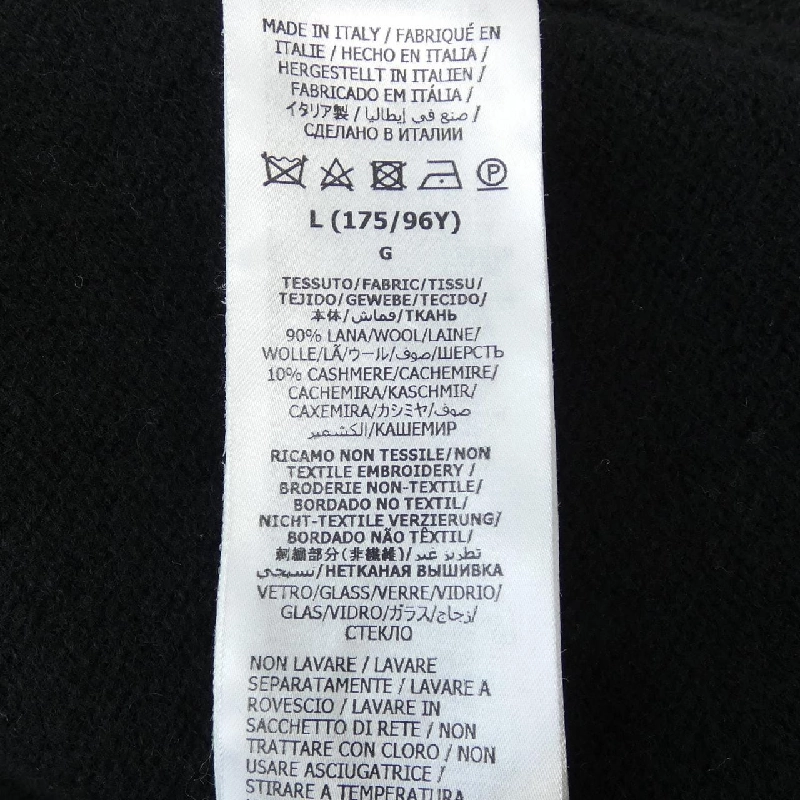 MADE IN ITALY / FABRIQUÉ EN
ITALIE / HECHO EN ITALIA /
HERGESTELLT IN ITALIEN /
FABRICADO EM ITÁLIA /
イタリア製 / صنع في إيطاليا /
СДЕЛАНО В ИТАЛИИ
P
L (175/96Y)
G
TESSUTO/FABRIC/TISSU/
TEJIDO/GEWEBE/TECIDO/
本体/قماش/ТКАНЬ
90% LANA/WOOL/LAINE/
WOLLE/LÃ/ウール/صوف/ШЕРСТЬ
10% CASHMERE/CACHEMIRE/
CACHEMIRA/KASCHMIR/
CAXEMIRA/カシミヤ/صوف
الكشمير/КАШЕМИР
RICAMO NON TESSILE/NON
TEXTILE EMBROIDERY /
BRODERIE NON-TEXTILE/
BORDADO NO TEXTIL/
NICHT-TEXTILE VERZIERUNG/
BORDADO NÃO TÊXTIL/
刺繍部分(非繊維)/تطريز غير
نسيجي/НЕТКАНАЯ ВЫШИВКА
VETRO/GLASS/VERRE/VIDRIO/
GLAS/VIDRO/ガラス/زجاج/
СТЕКЛО
NON LAVARE / LAVARE
SEPARATAMENTE / LAVARE A
ROVESCIO / LAVARE IN
SACCHETTO DI RETE / NON
TRATTARE CON CLORO / NON
USARE ASCIUGATRICE /
STIRARE A TEMPERATURA